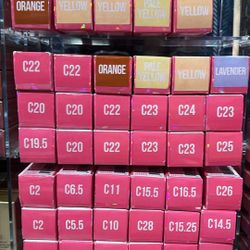 ORANGE YELLOW PALE YELLOW YELLOW
C22 C22 ORANGE PALE YELLOW YELLOW LAVENDER
C20 C20 C22 C23 C24 C23
C19.5 C20 C22 C23 C23 C25
C2 C6.5 C11 C15.5 C16.5 C26
C2 C5.5 C10 C28 C15.25 C14.5